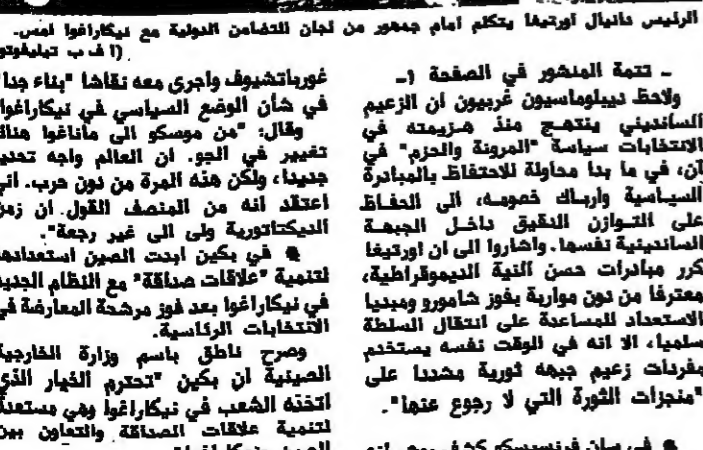 الرئيس دانيال اورتيغا يتكلم امام جمهور من لجان التضامن الدولية مع نيكاراغوا امس.
(ا ف ب تيليفوتو)
ـ تتمة المنشور في الصفحة 1ـ
ولاحظ ديبلوماسيون غربيون ان الزعيم
السانديني ينتهج منذ هزيمته في
الانتخابات سياسة "المرونة والحزم" في
آن، في ما بدا محاولة للاحتفاظ بالمبادرة
السياسية وارباك خصومه، الى الحفاظ
على التوازن الدقيق داخل الجبهة
الساندينية نفسها. واشاروا الى ان اورتيغا
كرر مبادرات حسن النية الديموقراطية،
معترفا من دون مواربة بفوز شامورو ومبديا
الاستعداد للمساعدة على انتقال السلطة
سلميا، الا انه في الوقت نفسه يستخدم
مفردات زعيم جبهه ثورية مشددا على
"منجزات الثورة التي لا رجوع عنها".
● في سان فرنسيسكو كشف
غورباتشيوف واجرى معه نقاشا "بناء جدا"
في شأن الوضع السياسي في نيكاراغوا
وقال: "من موسكو الى ماناغوا هناك
تغيير في الجو. ان العالم واجه تحديا
جديدا، ولكن هذه المرة من دون حرب. اني
اعتقد انه من المنصف القول ان زمن
الديكتاتورية ولى الى غير رجعة".
● في بكين ابدت الصين استعدادها
لتنمية "علاقات صداقة" مع النظام الجديد
في نيكاراغوا بعد فوز مرشحة المعارضة في
الانتخابات الرئاسية.
وصرح ناطق باسم وزارة الخارجية
الصينية ان بكين "تحترم الخيار الذي
اتخذه الشعب في نيكاراغوا وهي مستعدة
لتنمية علاقات الصداقة والتعاون بين